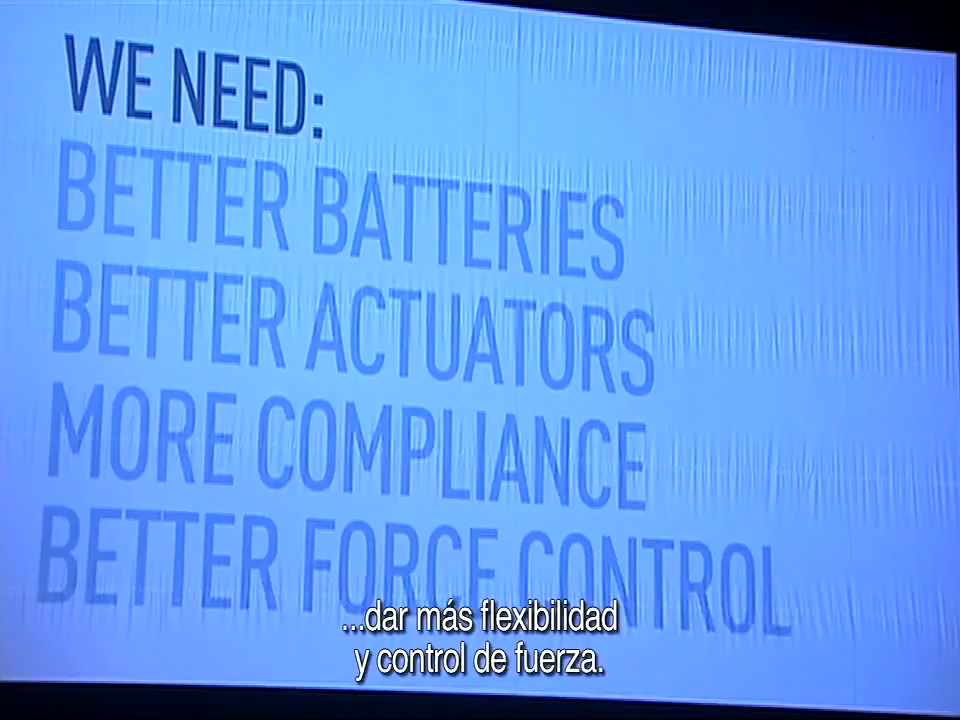 WE NEED:
BETTER BATTERIES
BETTER ACTUATORS
MORE COMPLIANCE
BETTER FORCE CONTROL
...dar más flexibilidad
y control de fuerza.